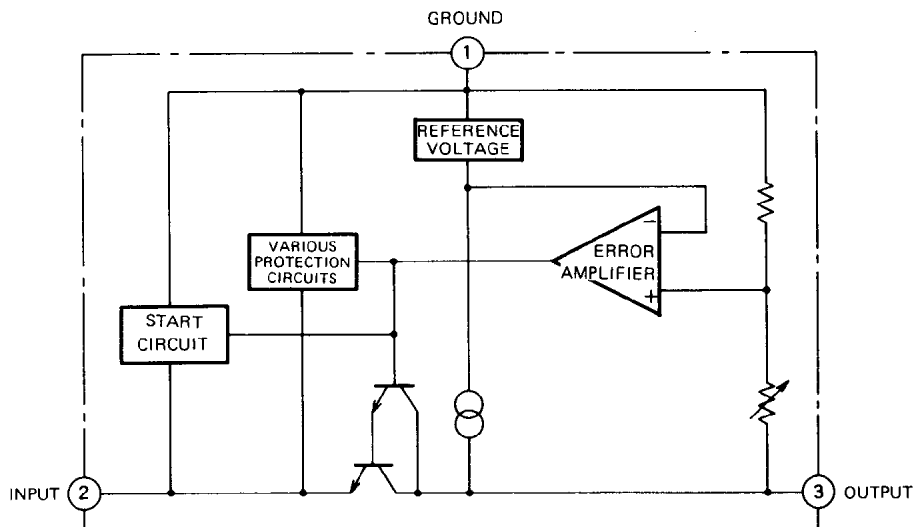 GROUND
1
REFERENCE
VOLTAGE
VARIOUS
PROTECTION
CIRCUITS
−
ERROR
AMPLIFIER
+
START
CIRCUIT
INPUT 2
3 OUTPUT